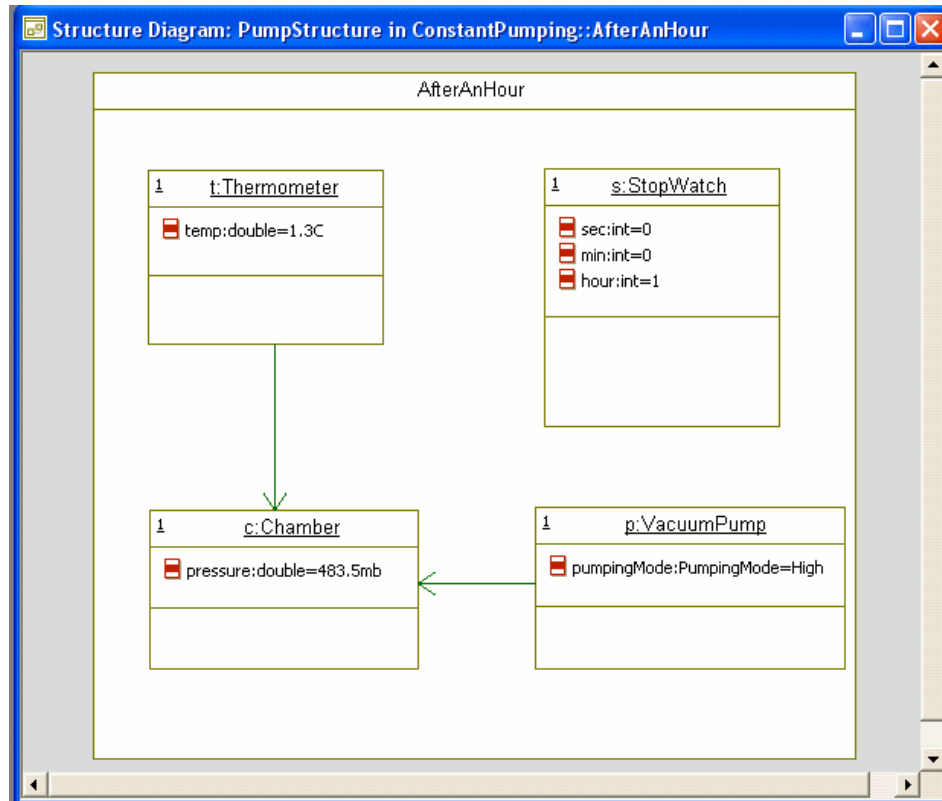 Structure Diagram: PumpStructure in ConstantPumping::AfterAnHour
AfterAnHour
1 t:Thermometer
temp:double=1.3C
1 s:StopWatch
sec:int=0
min:int=0
hour:int=1
1 c:Chamber
pressure:double=483.5mb
1 p:VacuumPump
pumpingMode:PumpingMode=High